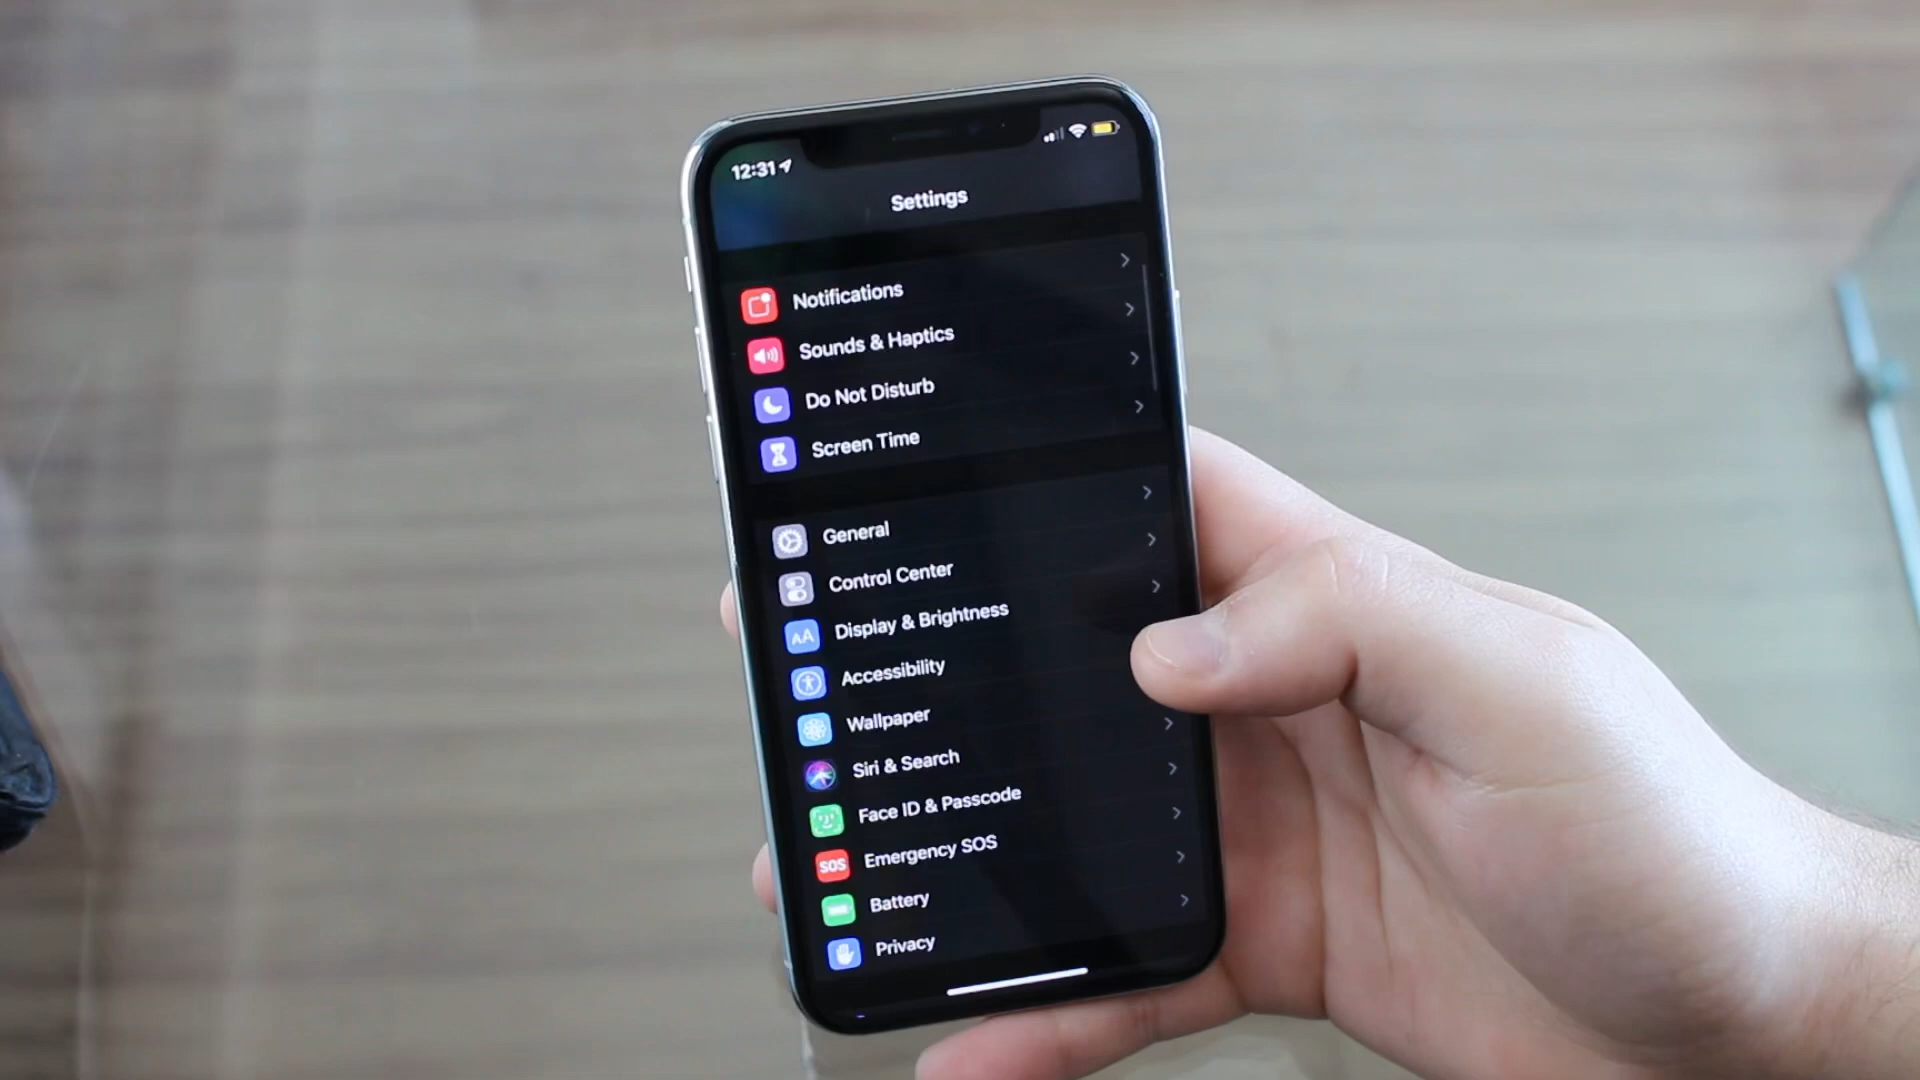 12:31
Settings
Notifications
Sounds & Haptics
Do Not Disturb
Screen Time
General
Control Center
AA
Display & Brightness
Accessibility
Wallpaper
Siri & Search
Face ID & Passcode
SOS
Emergency SOS
Battery
Privacy